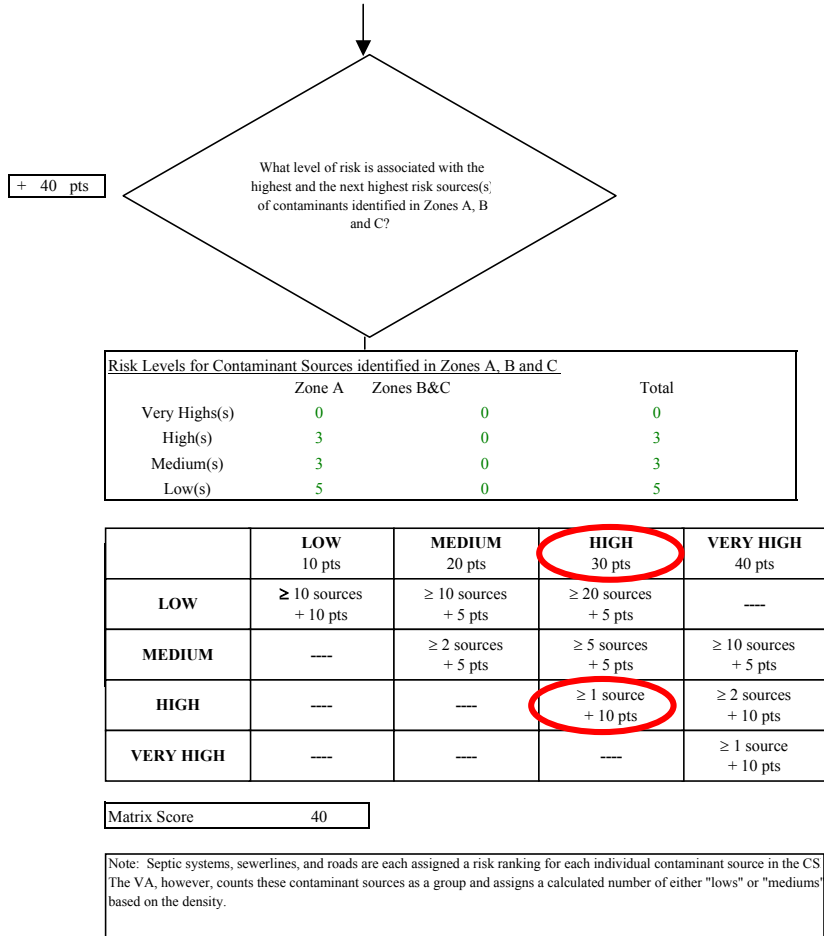 What level of risk is associated with the
+ 40 pts
highest and the next highest risk sources(s)
of contaminants identified in Zones A, B
and C?
Risk Levels for Contaminant Sources identified in Zones A, B and C
Zone A Zones B&C Total
Very Highs(s) 0 0 0
High(s) 3 0 3
Medium(s) 3 0 3
Low(s) 5 0 5
LOW MEDIUM HIGH VERY HIGH
10 pts 20 pts 30 pts 40 pts
LOW ≥ 10 sources ≥ 10 sources ≥ 20 sources ----
+ 10 pts + 5 pts + 5 pts
MEDIUM ---- ≥ 2 sources ≥ 5 sources ≥ 10 sources
+ 5 pts + 5 pts + 5 pts
HIGH ---- ---- ≥ 1 source ≥ 2 sources
+ 10 pts + 10 pts
VERY HIGH ---- ---- ---- ≥ 1 source
+ 10 pts
Matrix Score 40
Note: Septic systems, sewerlines, and roads are each assigned a risk ranking for each individual contaminant source in the CS
The VA, however, counts these contaminant sources as a group and assigns a calculated number of either "lows" or "mediums"
based on the density.